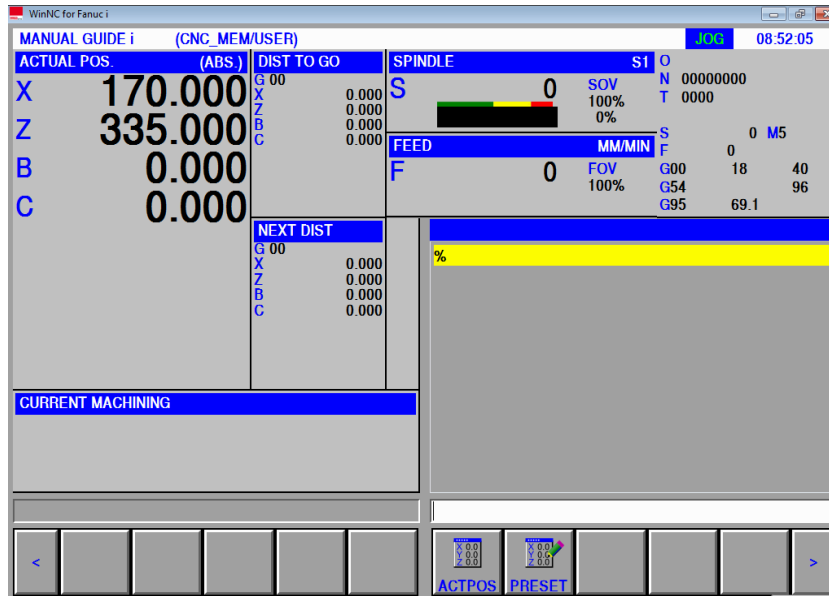 WinNC for Fanuc i
MANUAL GUIDE i (CNC_MEM/USER) JOG 08:52:05
ACTUAL POS. (ABS.)
X 170.000
Z 335.000
B 0.000
C 0.000
DIST TO GO
G 00
X 0.000
Z 0.000
B 0.000
C 0.000
NEXT DIST
G 00
X 0.000
Z 0.000
B 0.000
C 0.000
SPINDLE S1
S 0 SOV
100%
0%
FEED MM/MIN
F 0 FOV
100%
O
N 00000000
T 0000
S 0 M5
F 0
G00 18 40
G54 96
G95 69.1
%
CURRENT MACHINING
< ACTPOS PRESET >